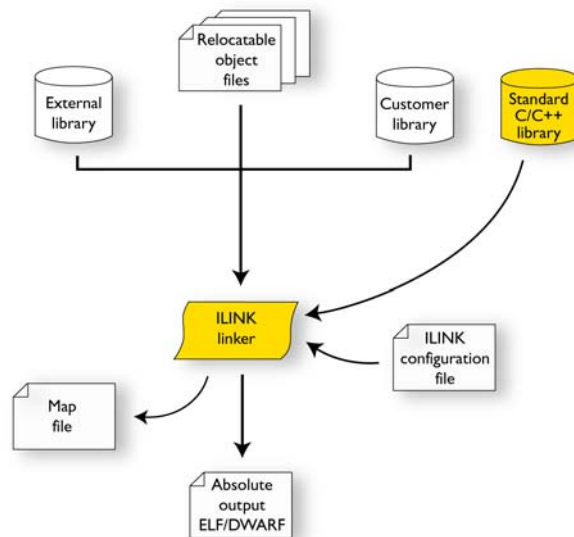 Relocatable
object
files
External
library
Customer
library
Standard
C/C++
library
ILINK
linker
ILINK
configuration
file
Map
file
Absolute
output
ELF/DWARF